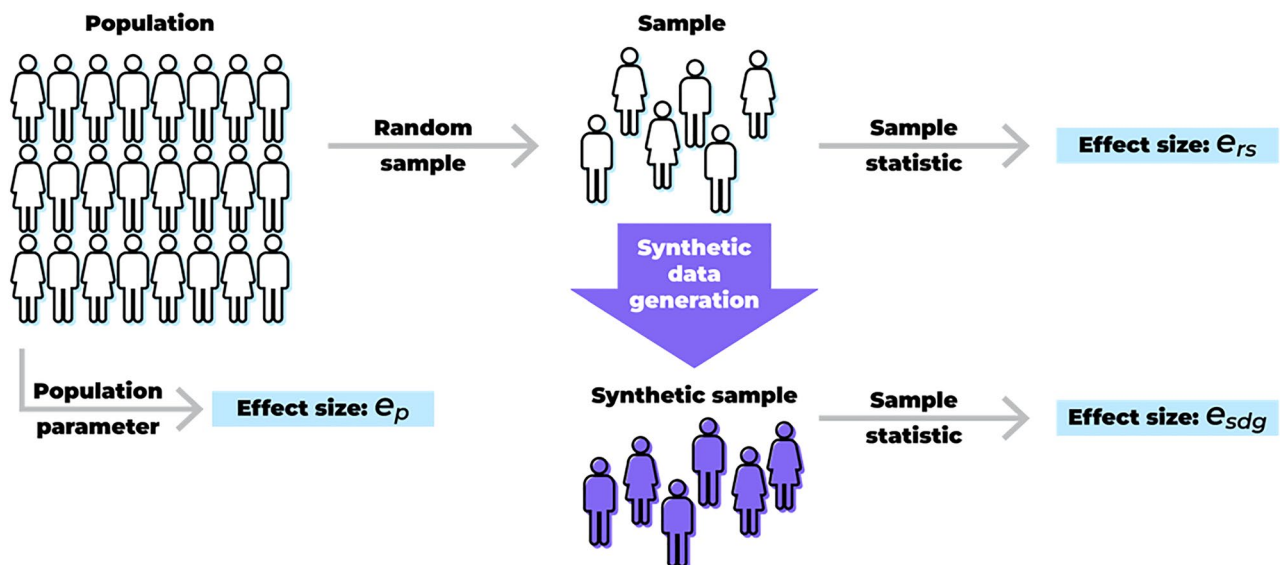 Population
Sample
Random
sample
Sample
statistic
Effect size: e_rs
Synthetic
data
generation
Population
parameter
Effect size: e_p
Synthetic sample
Sample
statistic
Effect size: e_sdg